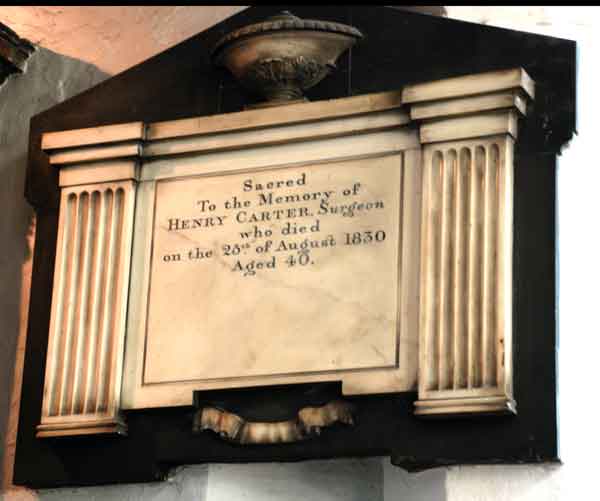 Sacred
To the Memory of
HENRY CARTER. Surgeon
who died
on the 25th. of August 1830
Aged 40.